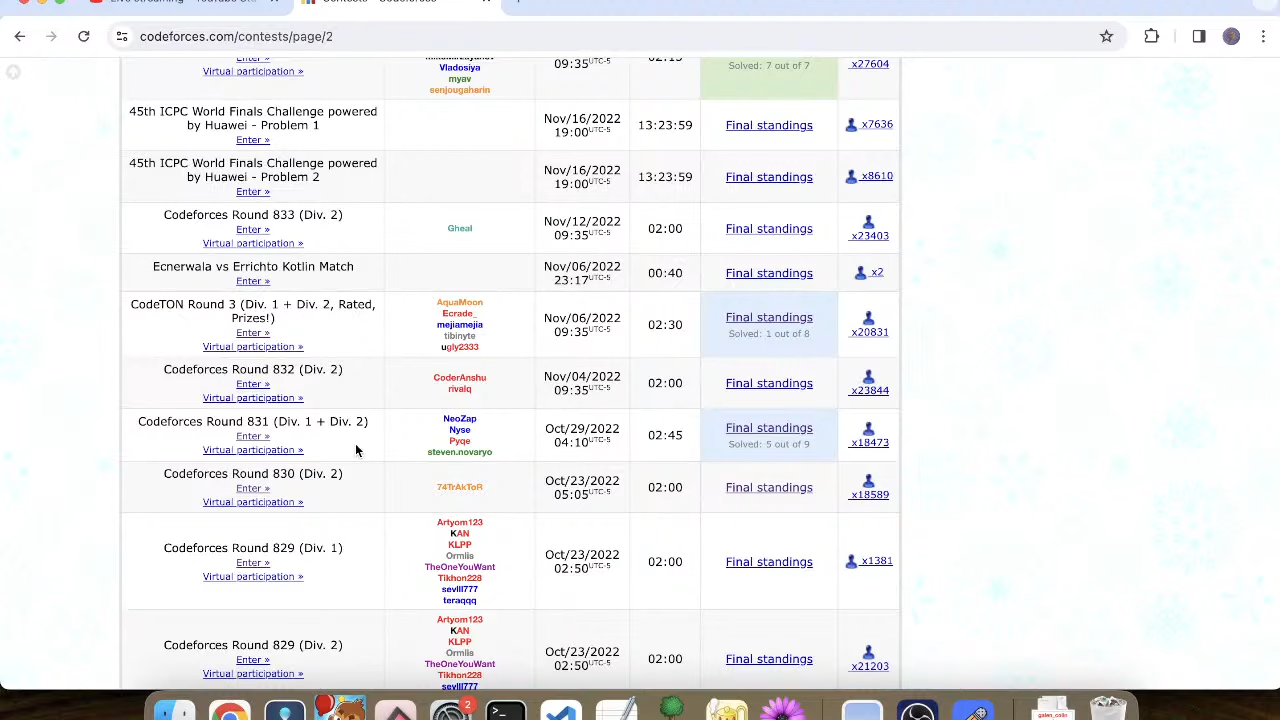 codeforces.com/contests/page/2
Virtual participation »
Vladosiya
myav
senjougaharin
09:35UTC-5
Solved: 7 out of 7
x27604
45th ICPC World Finals Challenge powered
by Huawei - Problem 1
Enter »
Nov/16/2022
19:00UTC-5
13:23:59
Final standings
x7636
45th ICPC World Finals Challenge powered
by Huawei - Problem 2
Enter »
Nov/16/2022
19:00UTC-5
13:23:59
Final standings
x8610
Codeforces Round 833 (Div. 2)
Enter »
Virtual participation »
Gheal
Nov/12/2022
09:35UTC-5
02:00
Final standings
x23403
Ecnerwala vs Errichto Kotlin Match
Enter »
Nov/06/2022
23:17UTC-5
00:40
Final standings
x2
CodeTON Round 3 (Div. 1 + Div. 2, Rated,
Prizes!)
Enter »
Virtual participation »
AquaMoon
Ecrade_
mejiamejia
tibinyte
ugly2333
Nov/06/2022
09:35UTC-5
02:30
Final standings
Solved: 1 out of 8
x20831
Codeforces Round 832 (Div. 2)
Enter »
Virtual participation »
CoderAnshu
rivalq
Nov/04/2022
09:35UTC-5
02:00
Final standings
x23844
Codeforces Round 831 (Div. 1 + Div. 2)
Enter »
Virtual participation »
NeoZap
Nyse
Pyqe
steven.novaryo
Oct/29/2022
04:10UTC-5
02:45
Final standings
Solved: 5 out of 9
x18473
Codeforces Round 830 (Div. 2)
Enter »
Virtual participation »
74TrAkToR
Oct/23/2022
05:05UTC-5
02:00
Final standings
x18589
Codeforces Round 829 (Div. 1)
Enter »
Virtual participation »
Artyom123
KAN
KLPP
Ormlis
TheOneYouWant
Tikhon228
sevlll777
teraqqq
Oct/23/2022
02:50UTC-5
02:00
Final standings
x1381
Codeforces Round 829 (Div. 2)
Enter »
Virtual participation »
Artyom123
KAN
KLPP
Ormlis
TheOneYouWant
Tikhon228
sevlll777
Oct/23/2022
02:50UTC-5
02:00
Final standings
x21203
2
galen_colin